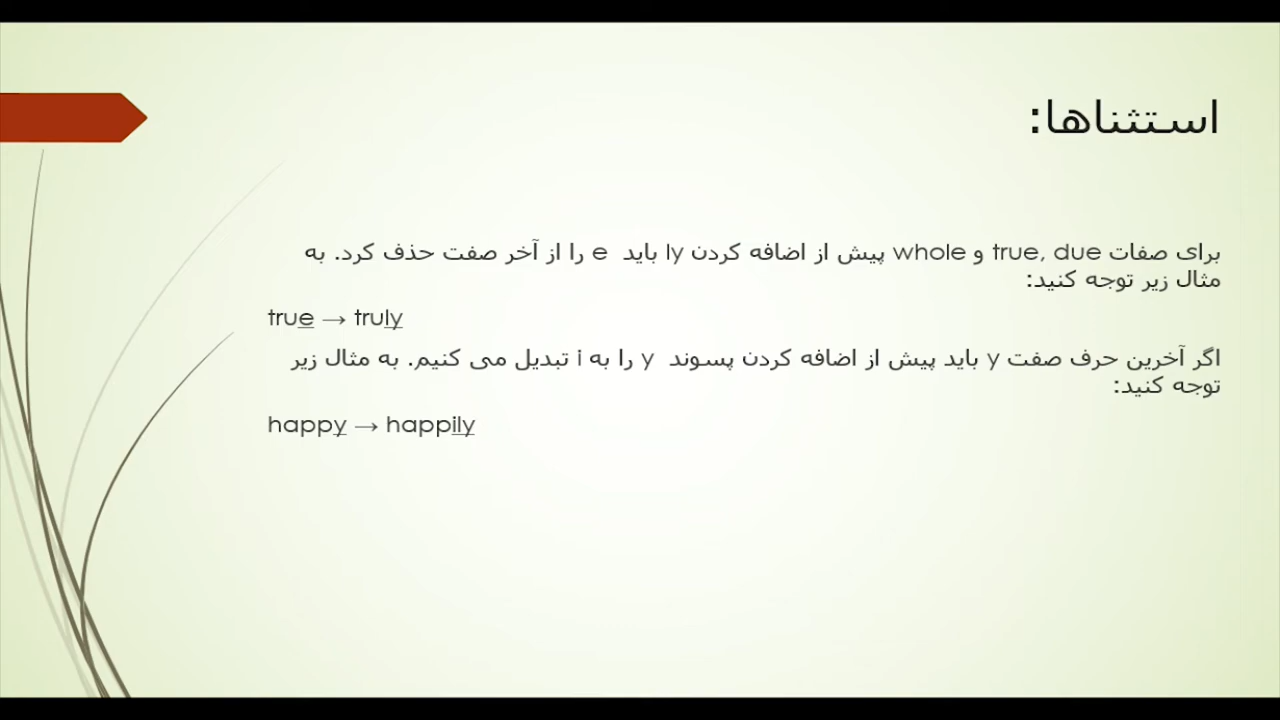 استثناها:
برای صفات true, due و whole پیش از اضافه کردن ly باید e را از آخر صفت حذف کرد. به
مثال زیر توجه کنید:
true → truly
اگر آخرین حرف صفت y باید پیش از اضافه کردن پسوند y را به i تبدیل می کنیم. به مثال زیر
توجه کنید:
happy → happily